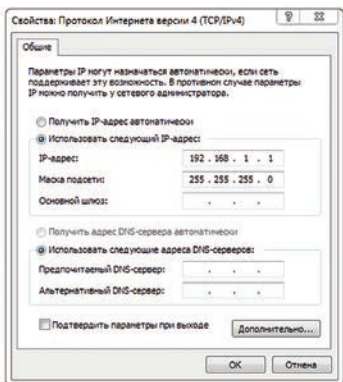 Свойства: Протокол Интернета версии 4 (TCP/IPv4)
Общие
Параметры IP могут назначаться автоматически, если сеть
поддерживает эту возможность. В противном случае параметры
IP можно получить у сетевого администратора.
Получить IP-адрес автоматически
Использовать следующий IP-адрес:
IP-адрес: 192 . 168 . 1 . 1
Маска подсети: 255 . 255 . 255 . 0
Основной шлюз: . . .
Получить адрес DNS-сервера автоматически
Использовать следующие адреса DNS-серверов:
Предпочитаемый DNS-сервер: . . .
Альтернативный DNS-сервер: . . .
Подтвердить параметры при выходе
Дополнительно...
ОК Отмена